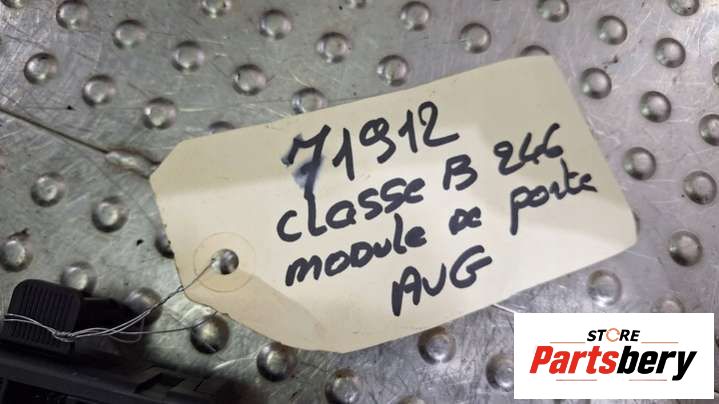 71912
classe B 246
module de porte
AVG
STORE
Partsbery